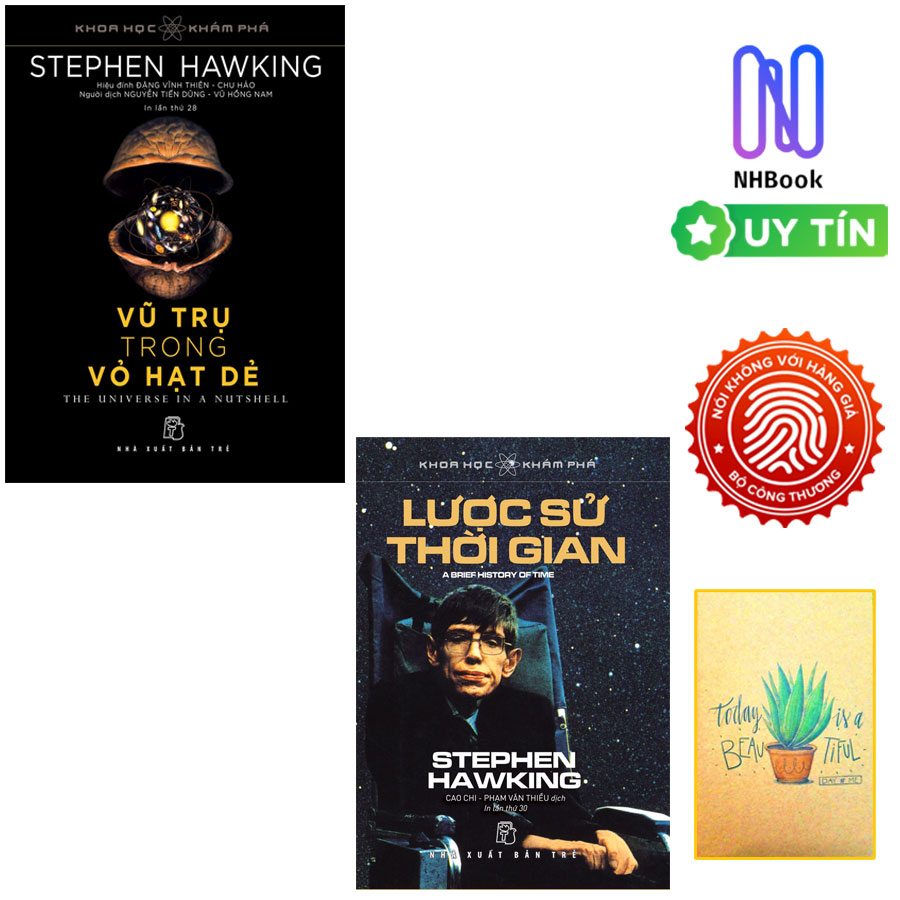 KHOA HỌC KHÁM PHÁ
STEPHEN HAWKING
Hiệu đính ĐẶNG VĨNH THIÊN - CHU HẢO
Người dịch NGUYỄN TIẾN DŨNG - VŨ HỒNG NAM
In lần thứ 28
VŨ TRỤ
TRONG
VỎ HẠT DẺ
THE UNIVERSE IN A NUTSHELL
NHÀ XUẤT BẢN TRẺ
NHBook
UY TÍN
NÓI KHÔNG VỚI HÀNG GIẢ
BỘ CÔNG THƯƠNG
KHOA HỌC KHÁM PHÁ
LƯỢC SỬ
THỜI GIAN
A BRIEF HISTORY OF TIME
STEPHEN
HAWKING
CAO CHI - PHẠM VĂN THIỀU dịch
In lần thứ 30
NHÀ XUẤT BẢN TRẺ
Today is a
BEAU TIFUL